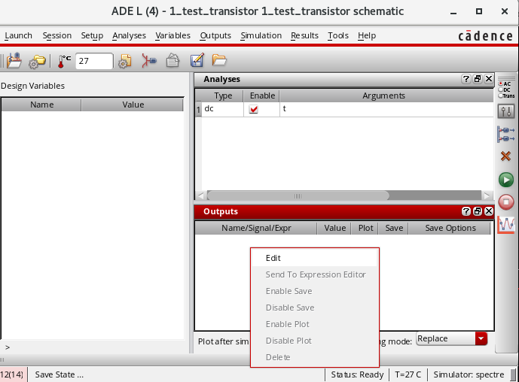 ADE L (4) - 1_test_transistor 1_test_transistor schematic
Launch Session Setup Analyses Variables Outputs Simulation Results Tools Help cādence
°C 27
Design Variables
Name Value
Analyses
Type Enable Arguments
1 dc t
AC
DC
Trans
Outputs
Name/Signal/Expr Value Plot Save Save Options
Edit
Send To Expression Editor
Enable Save
Disable Save
Enable Plot
Disable Plot
Delete
Plot after sim g mode: Replace
>
12(14) Save State ... Status: Ready T=27 C Simulator: spectre